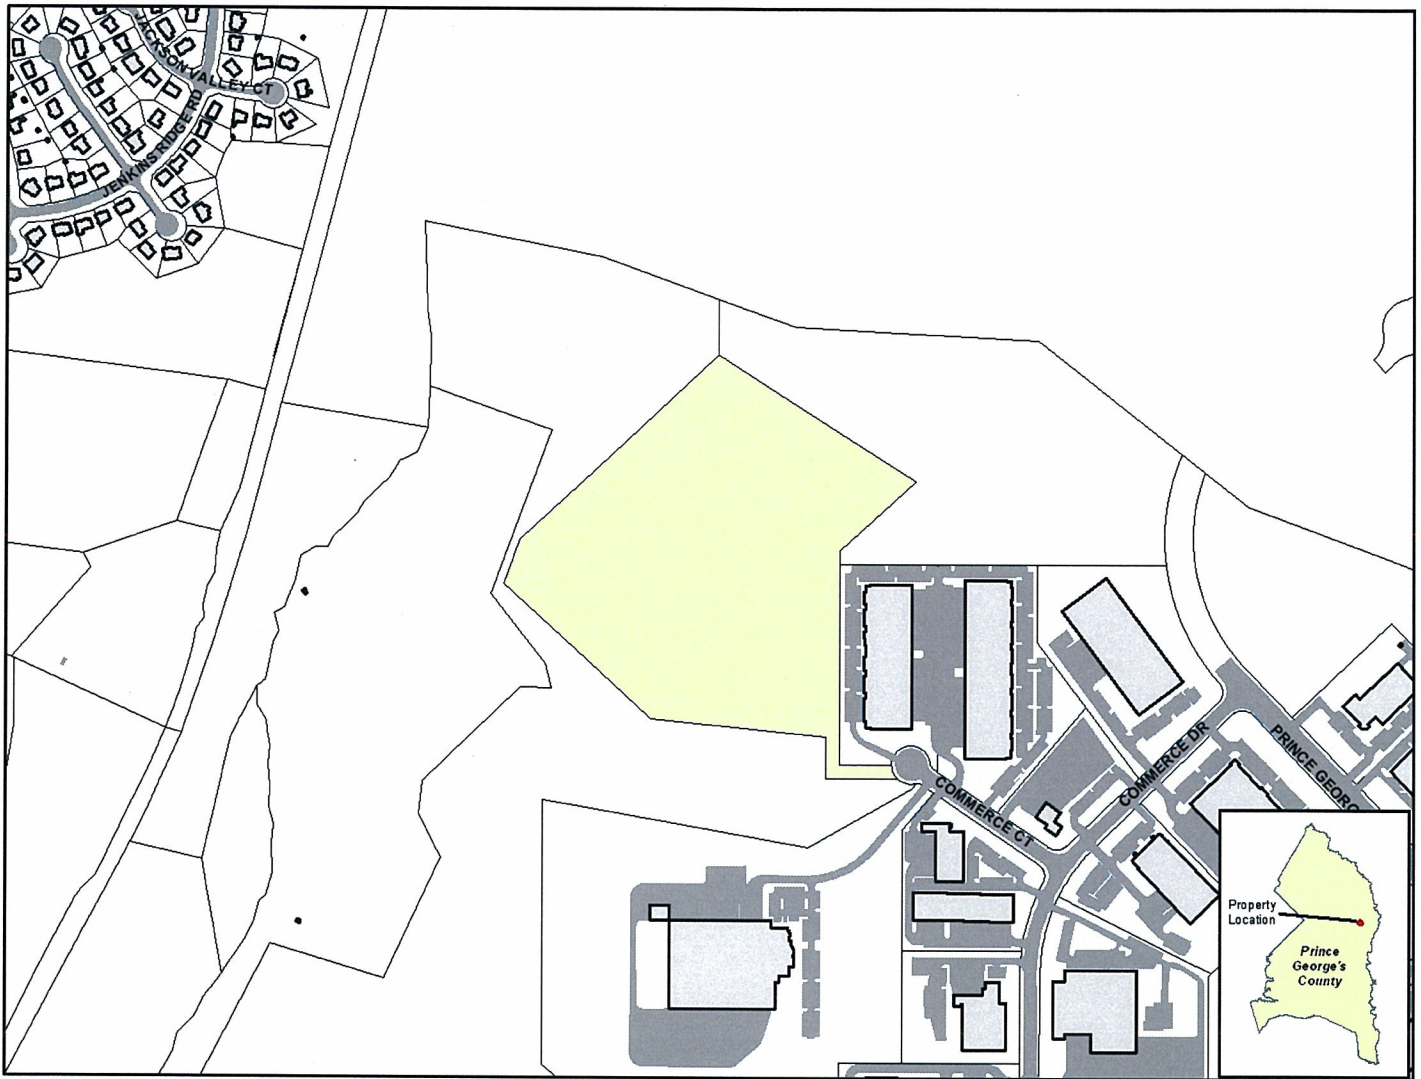 JACKSON VALLEY CT
JENKINS RIDGE RD
COMMERCE DR
PRINCE GEORG
COMMERCE CT
Property
Location
Prince
George's
County